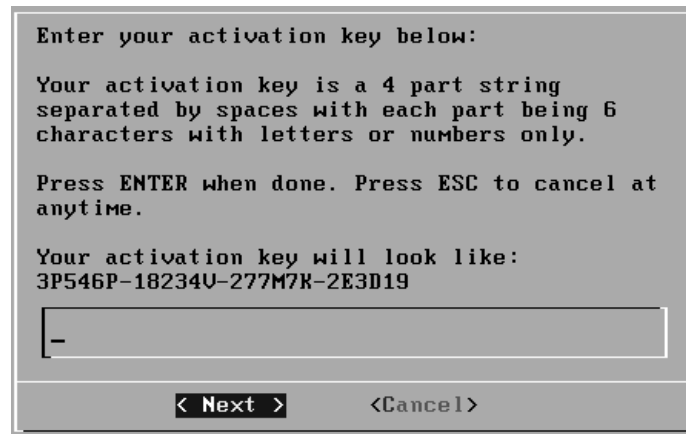 Enter your activation key below:
Your activation key is a 4 part string
separated by spaces with each part being 6
characters with letters or numbers only.
Press ENTER when done. Press ESC to cancel at
anytime.
Your activation key will look like:
3P546P-18234V-277M7K-2E3D19
_
< Next > <Cancel>